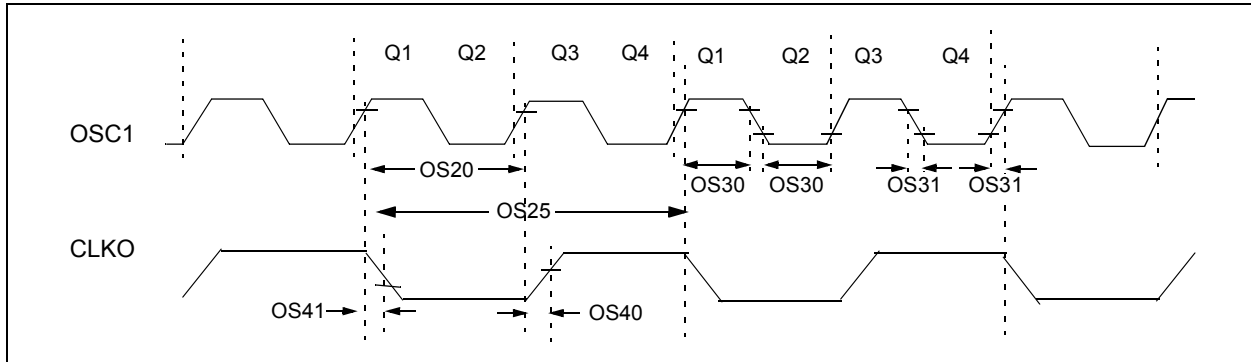 Q1 Q2 Q3 Q4 Q1 Q2 Q3 Q4
OSC1
OS20 OS30 OS30 OS31 OS31
OS25
CLKO
OS41 OS40